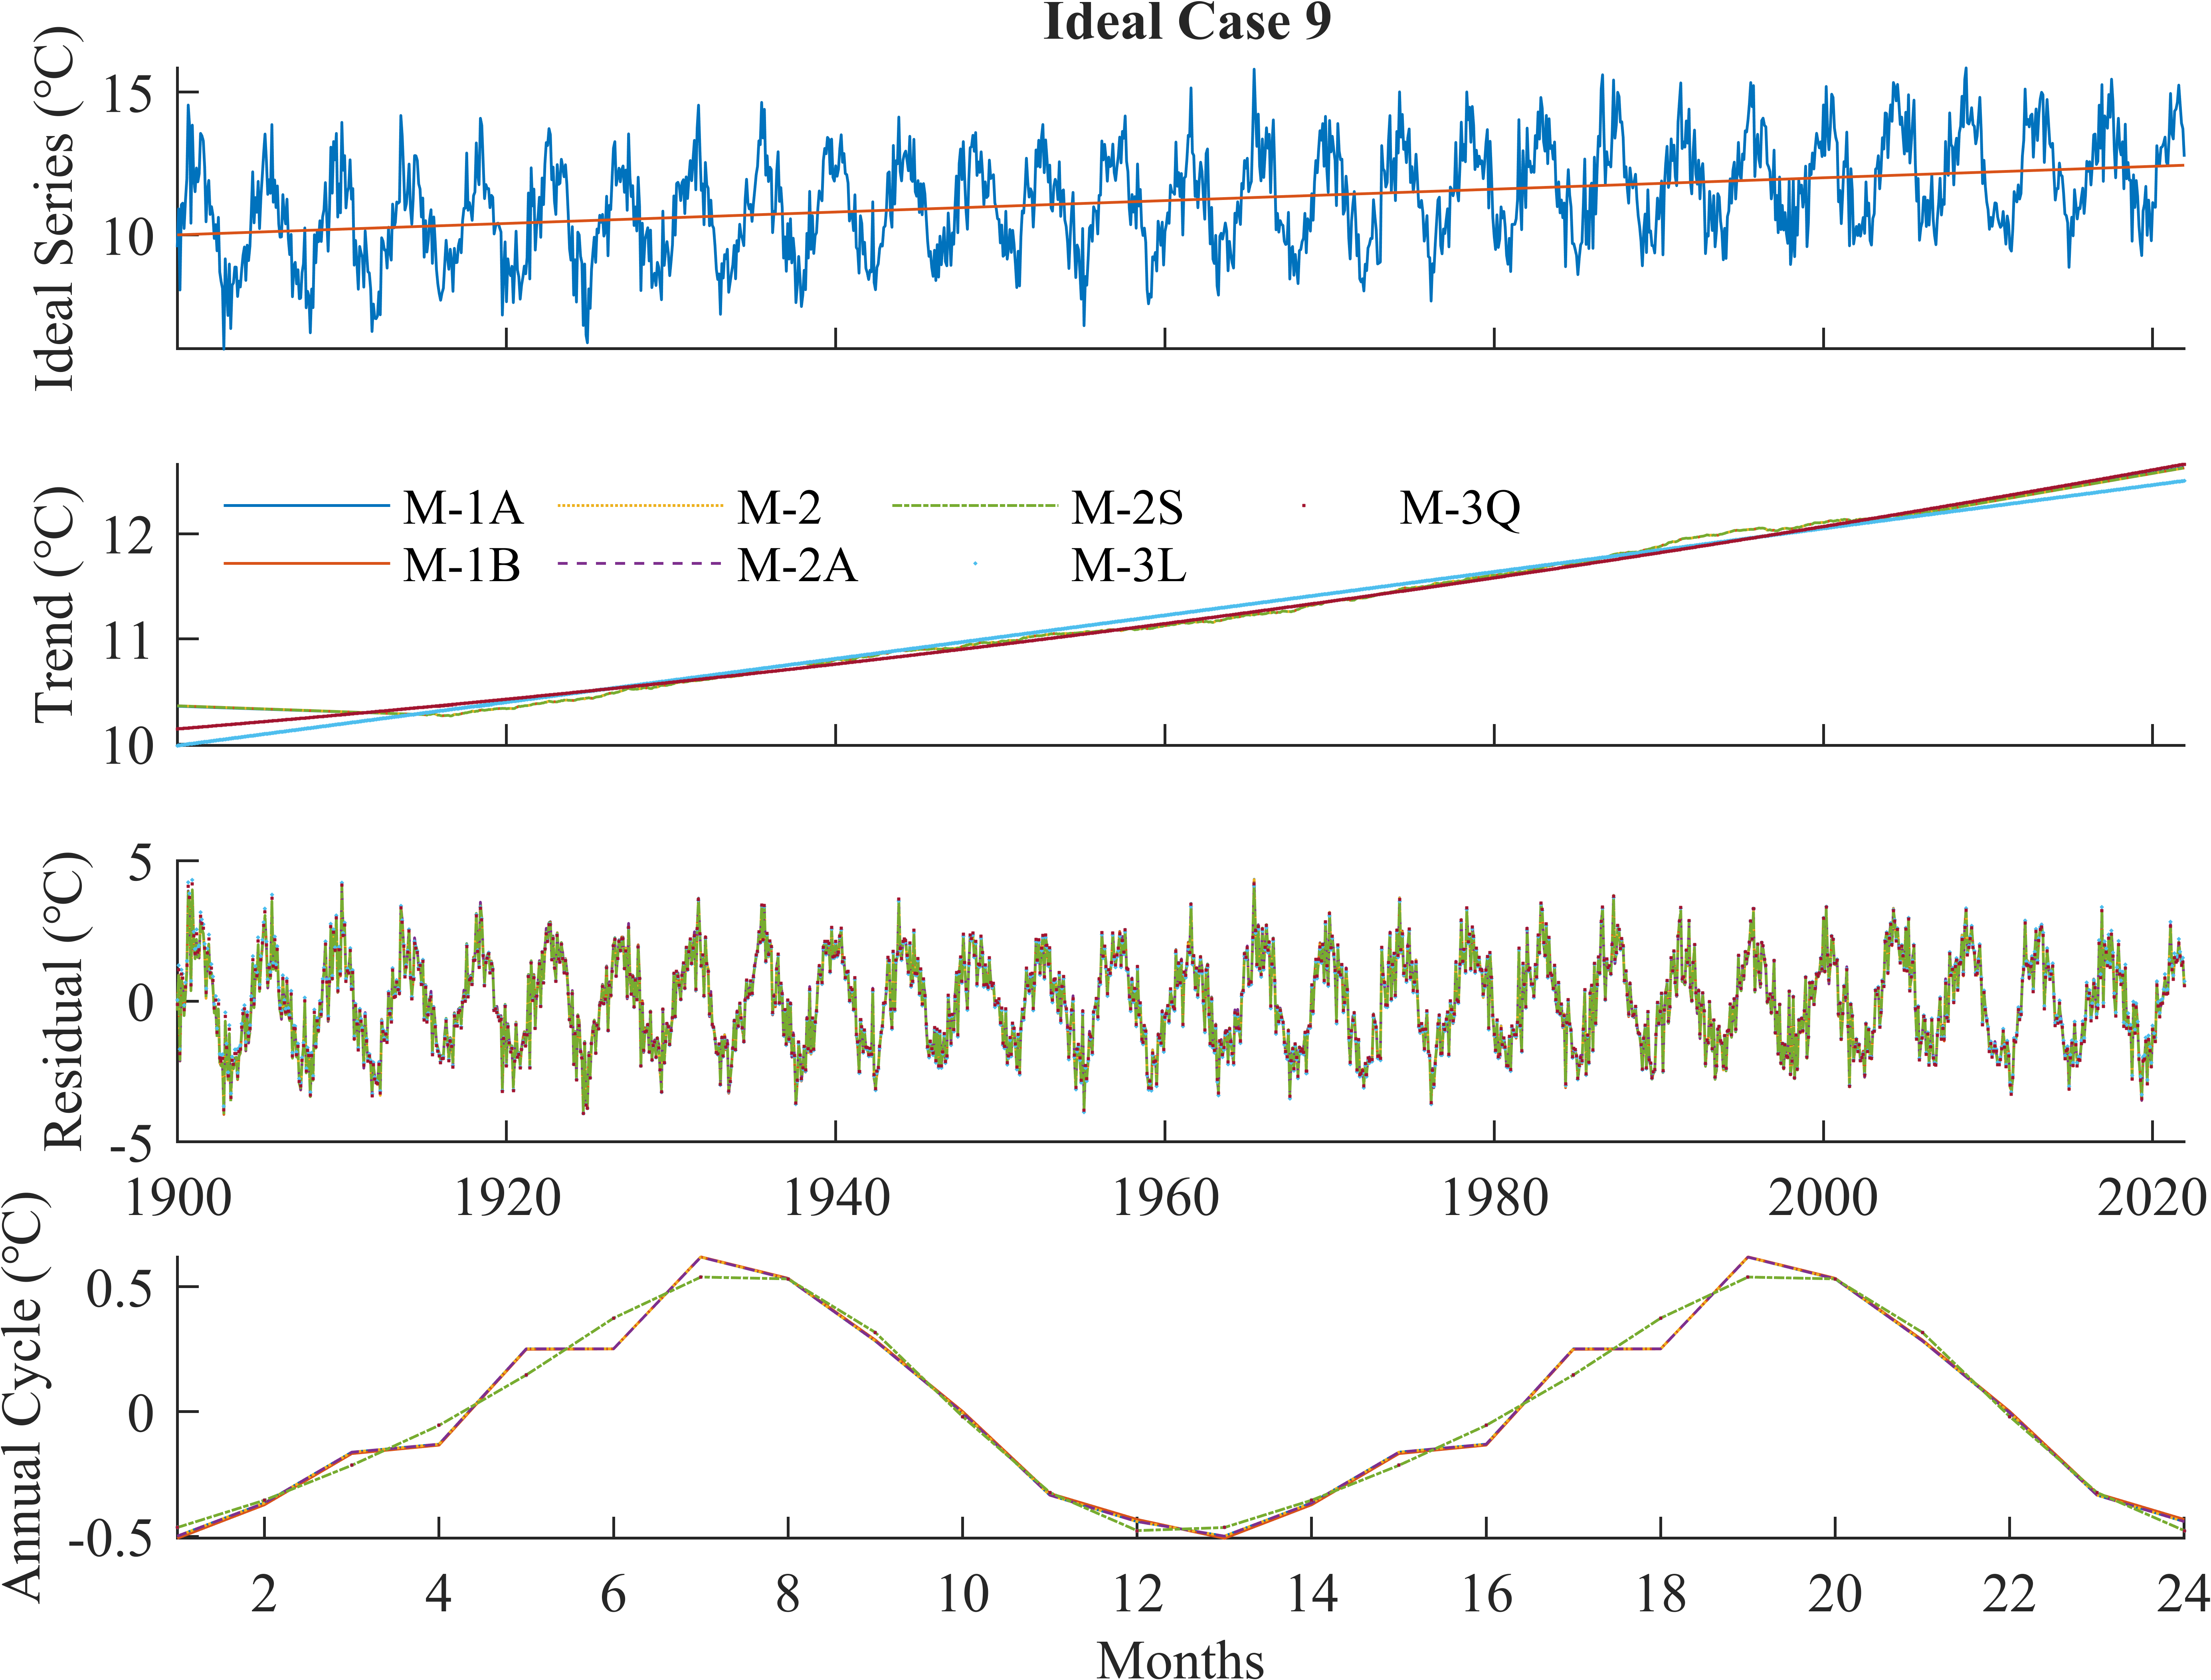 Ideal Case 9
Ideal Series (°C)
15
10
Trend (°C)
12
11
10
M-1A
M-2
M-2S
M-3Q
M-1B
M-2A
M-3L
Residual (°C)
5
0
-5
1900 1920 1940 1960 1980 2000 2020
Annual Cycle (°C)
0.5
0
-0.5
2 4 6 8 10 12 14 16 18 20 22 24
Months